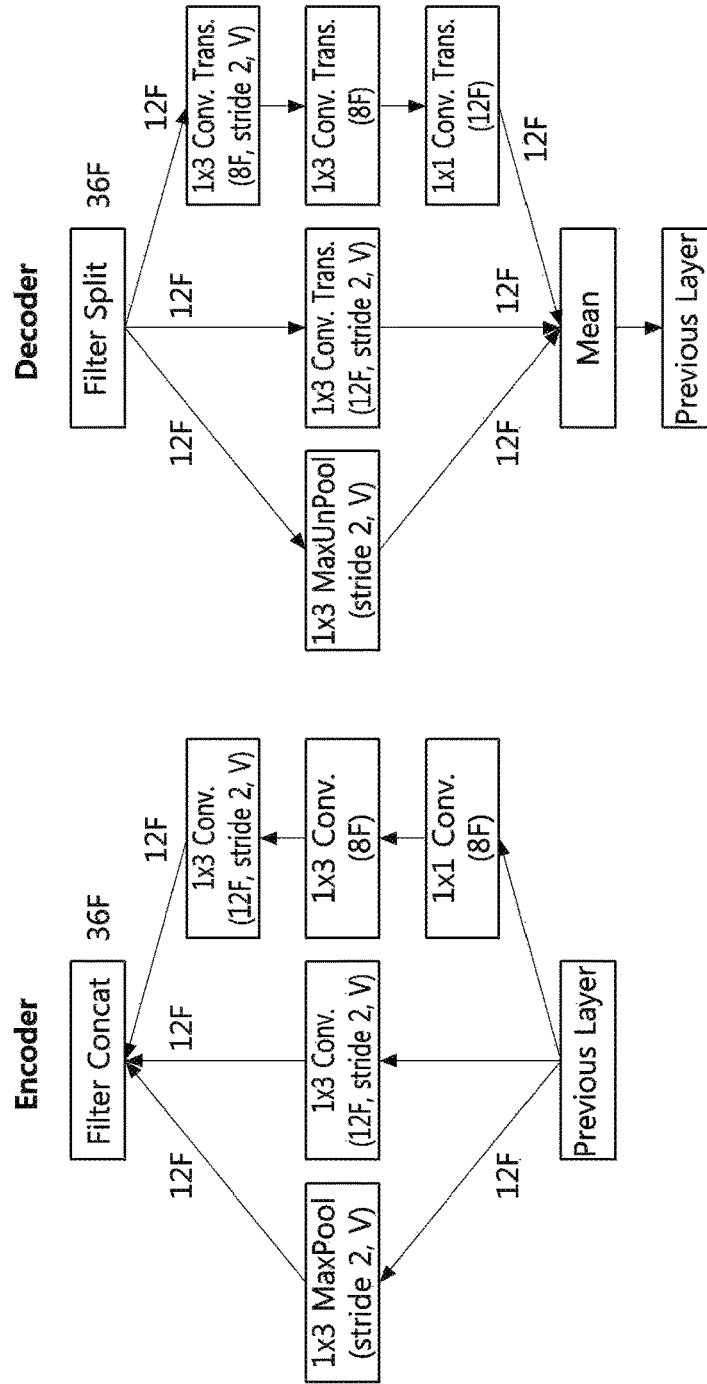 Encoder
Filter Concat
36F
12F
12F
12F
1x3 MaxPool
(stride 2, V)
1x3 Conv.
(12F, stride 2, V)
1x3 Conv.
(12F, stride 2, V)
1x3 Conv.
(8F)
1x1 Conv.
(8F)
12F
Previous Layer
Decoder
Filter Split
36F
12F
12F
12F
1x3 MaxUnPool
(stride 2, V)
1x3 Conv. Trans.
(12F, stride 2, V)
1x3 Conv. Trans.
(8F, stride 2, V)
1x3 Conv. Trans.
(8F)
1x1 Conv. Trans.
(12F)
12F
12F
12F
Mean
Previous Layer